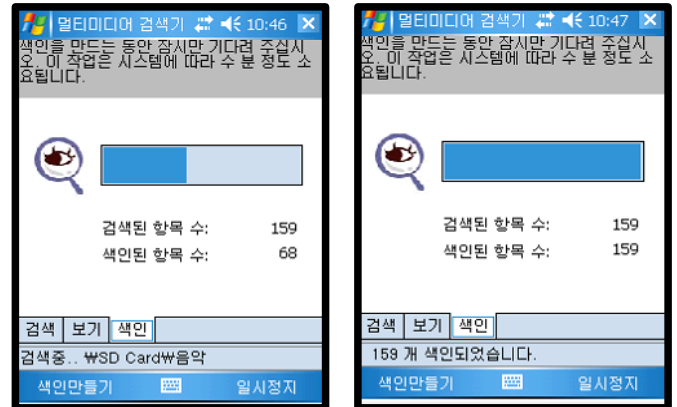 멀티미디어 검색기 10:46
색인을 만드는 동안 잠시만 기다려 주십시
오. 이 작업은 시스템에 따라 수 분 정도 소
요됩니다.
검색된 항목 수: 159
색인된 항목 수: 68
검색 보기 색인
검색중.. ₩SD Card₩음악
색인만들기 일시정지
멀티미디어 검색기 10:47
색인을 만드는 동안 잠시만 기다려 주십시
오. 이 작업은 시스템에 따라 수 분 정도 소
요됩니다.
검색된 항목 수: 159
색인된 항목 수: 159
검색 보기 색인
159 개 색인되었습니다.
색인만들기 일시정지